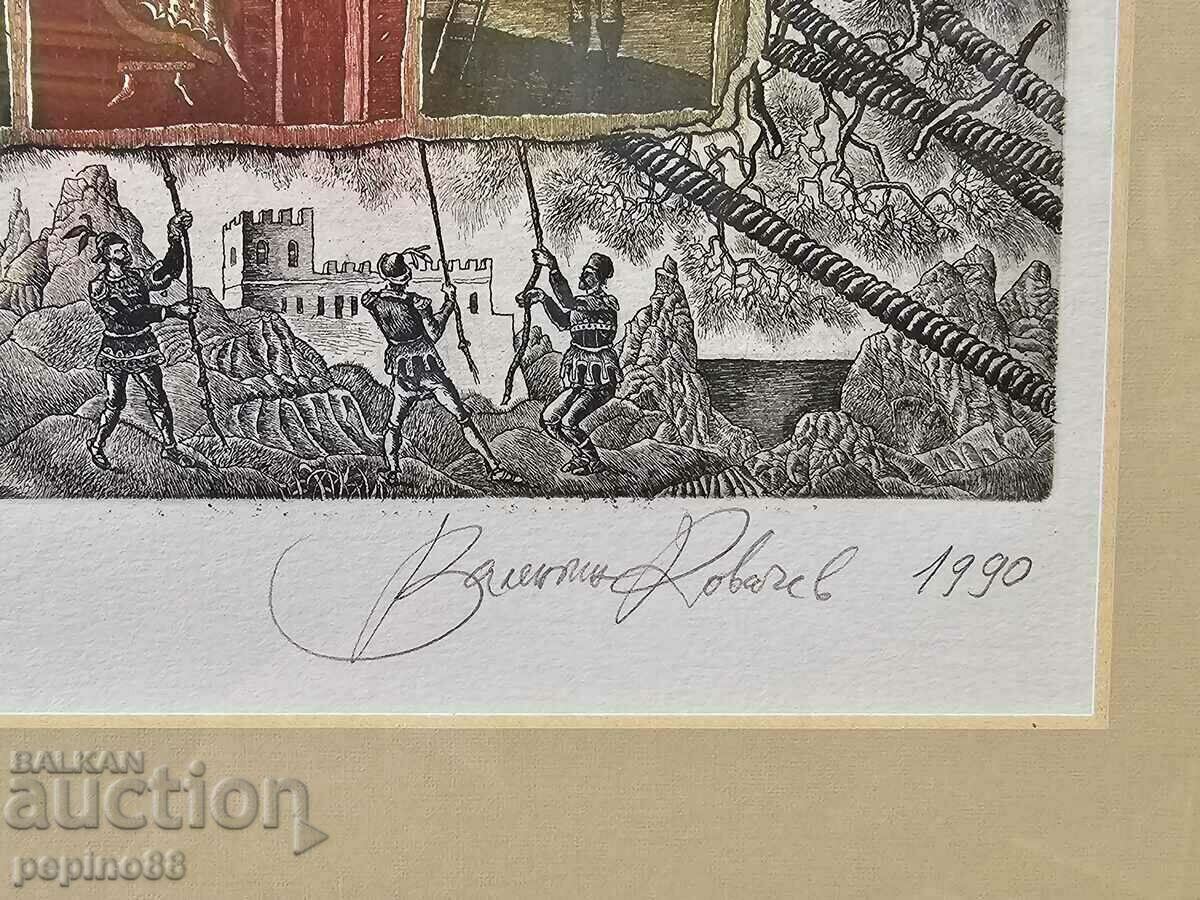 Валентин Ковачев 1990
BALKAN
auction
pepino88